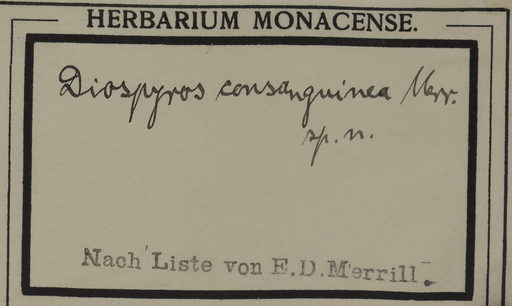 HERBARIUM MONACENSE.
Diospyros consanguinea Merr.
sp. n.
Nach Liste von E.D.Merrill.